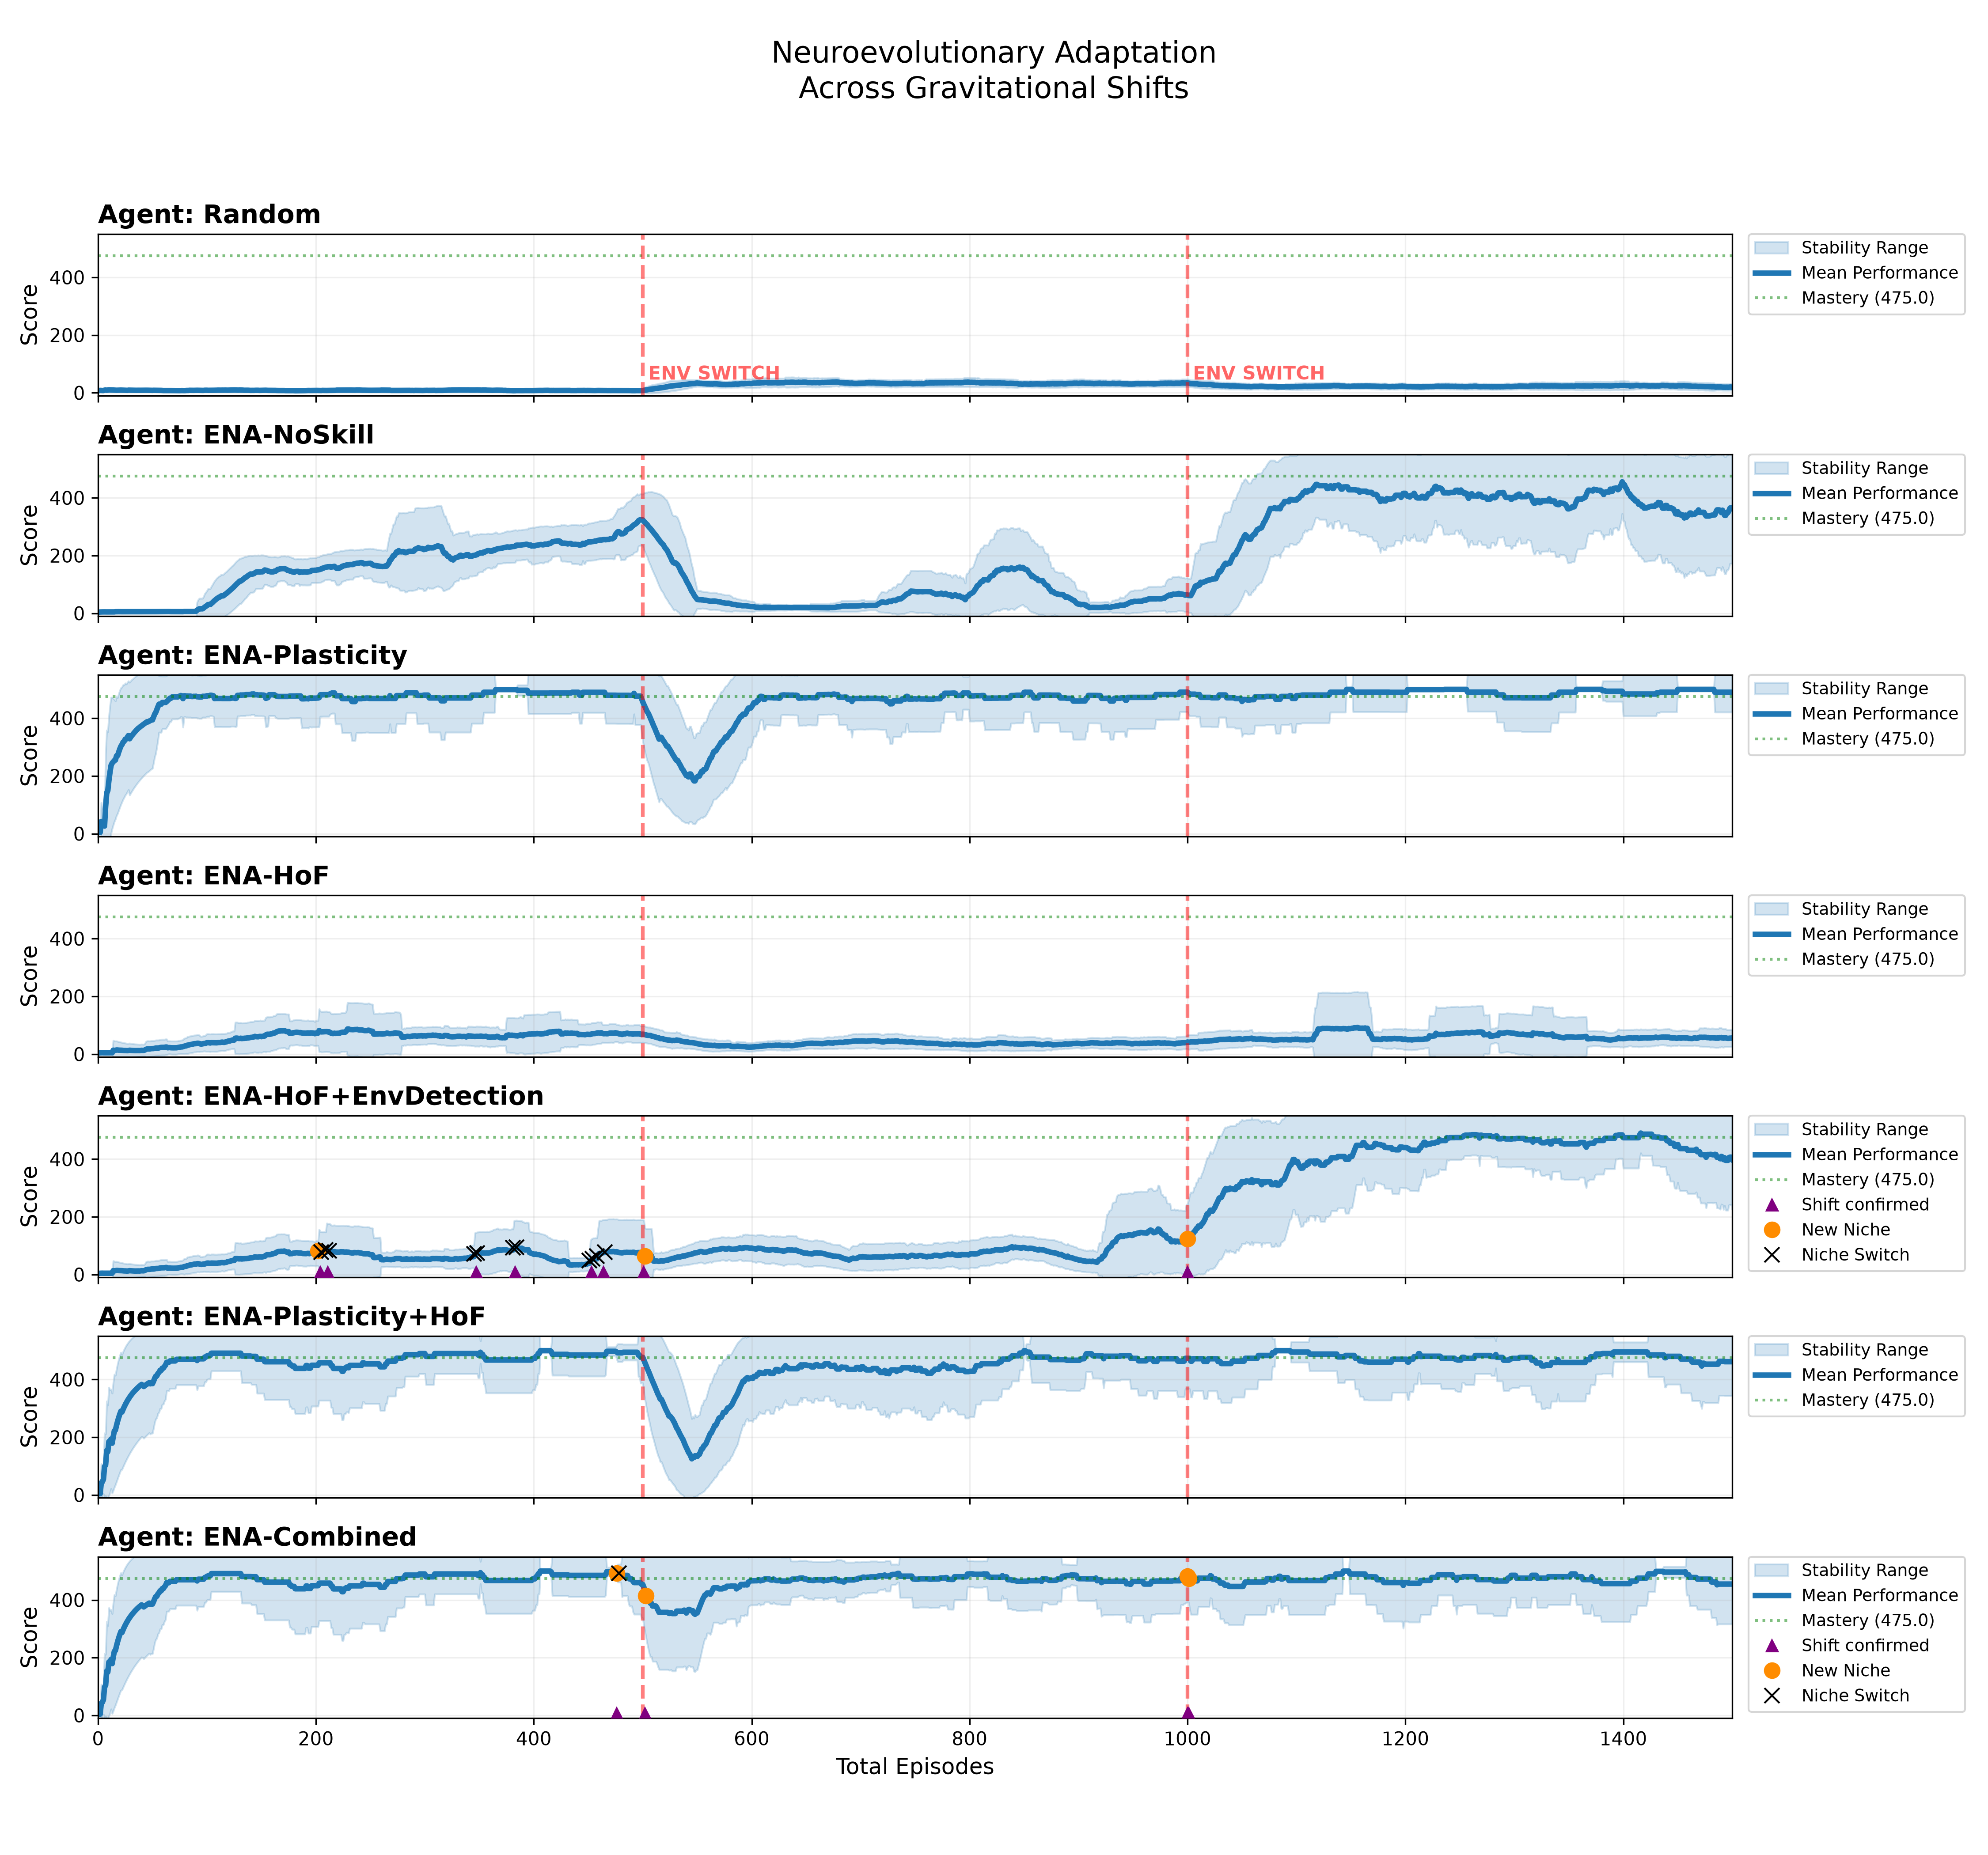 Neuroevolutionary Adaptation
Across Gravitational Shifts
Agent: Random
Score
400
200
0
ENV SWITCH
ENV SWITCH
Stability Range
Mean Performance
Mastery (475.0)
Agent: ENA-NoSkill
Score
400
200
0
Stability Range
Mean Performance
Mastery (475.0)
Agent: ENA-Plasticity
Score
400
200
0
Stability Range
Mean Performance
Mastery (475.0)
Agent: ENA-HoF
Score
400
200
0
Stability Range
Mean Performance
Mastery (475.0)
Agent: ENA-HoF+EnvDetection
Score
400
200
0
Stability Range
Mean Performance
Mastery (475.0)
Shift confirmed
New Niche
Niche Switch
Agent: ENA-Plasticity+HoF
Score
400
200
0
Stability Range
Mean Performance
Mastery (475.0)
Agent: ENA-Combined
Score
400
200
0
Stability Range
Mean Performance
Mastery (475.0)
Shift confirmed
New Niche
Niche Switch
0 200 400 600 800 1000 1200 1400
Total Episodes